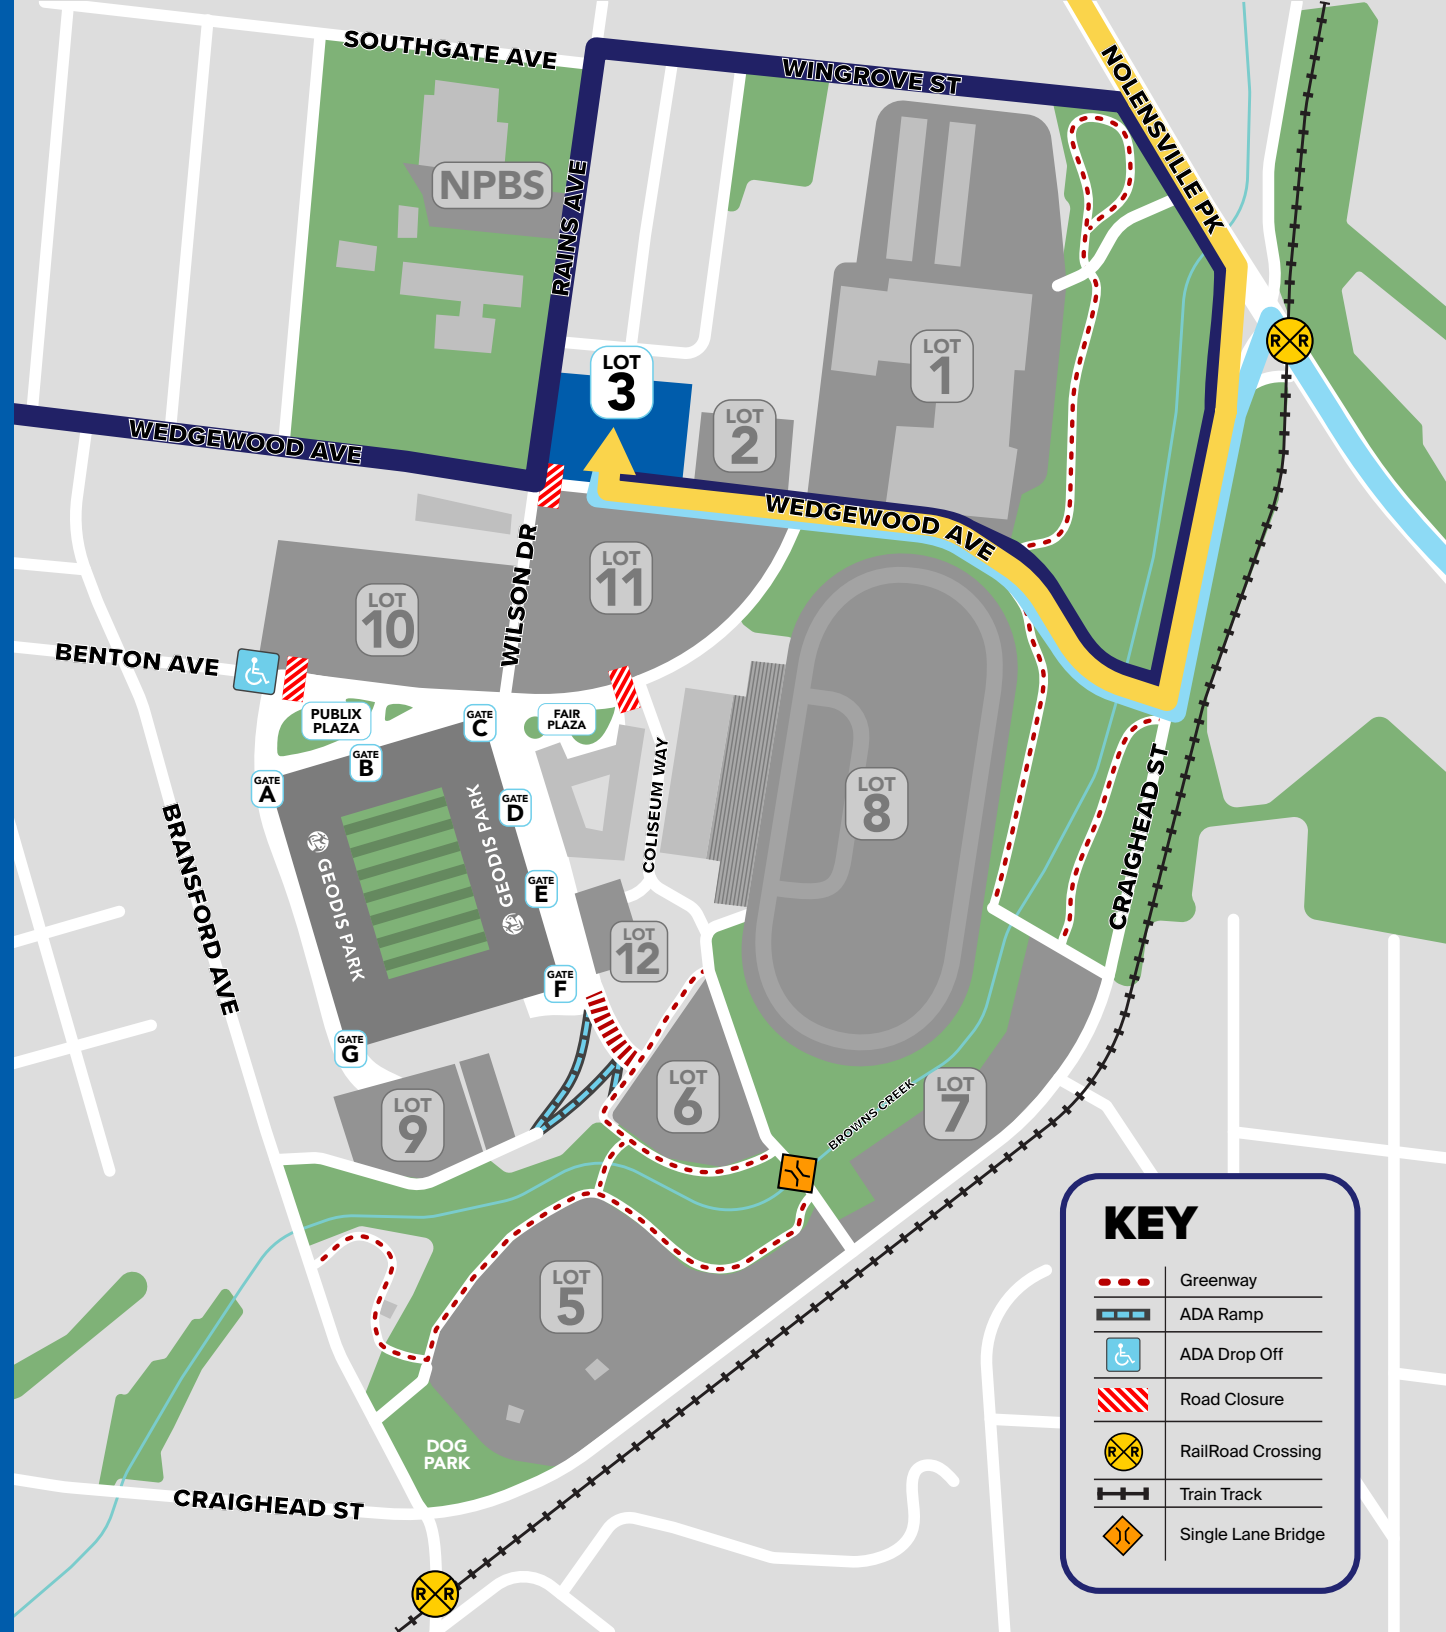 SOUTHGATE AVE
WINGROVE ST
NOLENSVILLE PK
NPBS
RAINS AVE
R R
LOT
3
LOT
1
LOT
2
WEDGEWOOD AVE
WEDGEWOOD AVE
WILSON DR
LOT
11
LOT
10
BENTON AVE
PUBLIX
PLAZA
GATE
C
FAIR
PLAZA
GATE
B
GATE
A
GEODIS PARK
GATE
D
COLISEUM WAY
LOT
8
CRAIGHEAD ST
BRANSFORD AVE
GEODIS PARK
GATE
E
LOT
12
GATE
F
GATE
G
LOT
9
LOT
6
BROWNS CREEK
LOT
7
LOT
5
DOG
PARK
CRAIGHEAD ST
R R
KEY
Greenway
ADA Ramp
ADA Drop Off
Road Closure
R R
RailRoad Crossing
Train Track
Single Lane Bridge